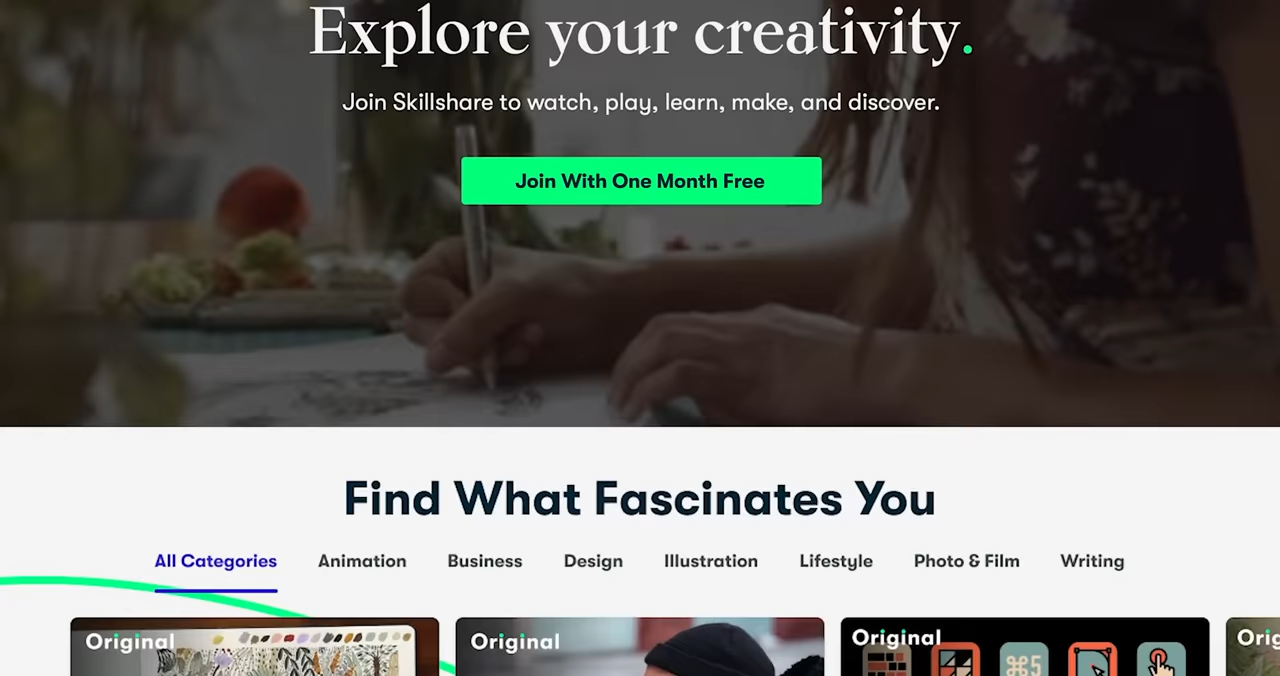 Explore your creativity.
Join Skillshare to watch, play, learn, make, and discover.
Join With One Month Free
Find What Fascinates You
All Categories Animation Business Design Illustration Lifestyle Photo & Film Writing
Original Original Original
⌘5